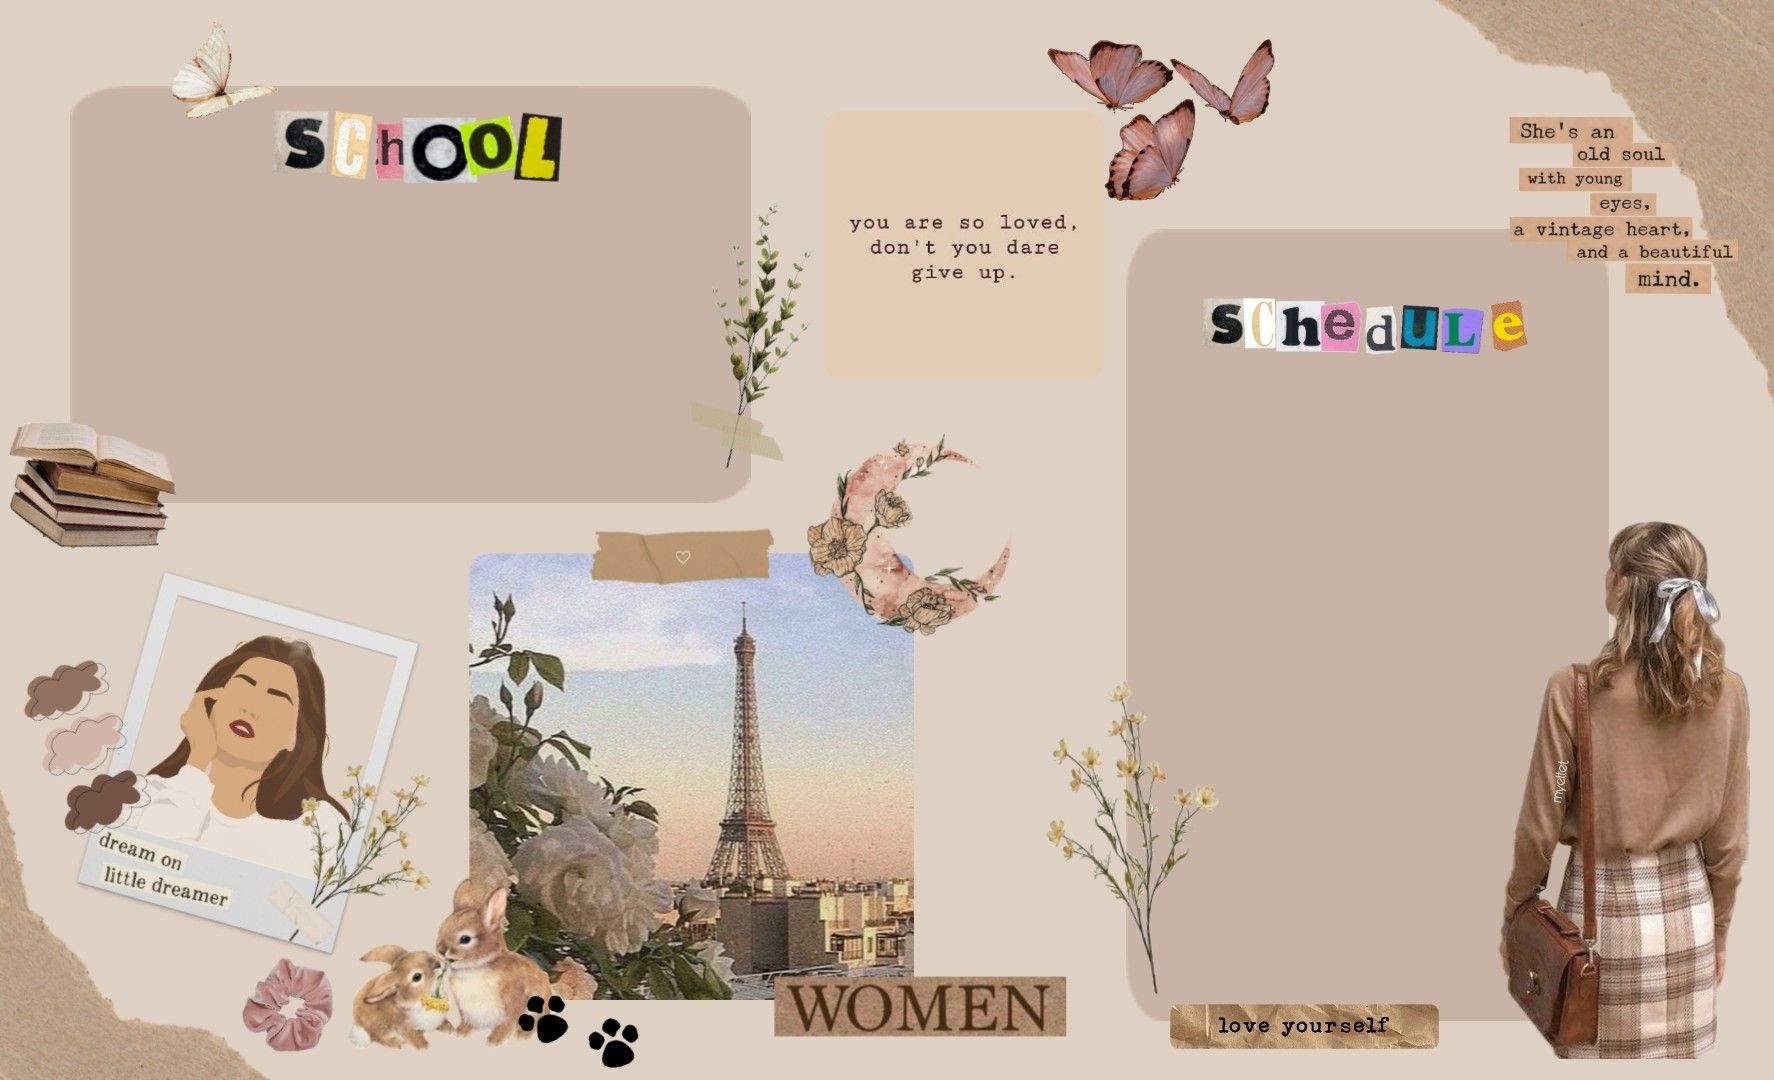 SChOOL
you are so loved,
don't you dare
give up.
She's an
old soul
with young
eyes,
a vintage heart,
and a beautiful
mind.
SChedULe
dream on
little dreamer
myettet
WOMEN
love yourself